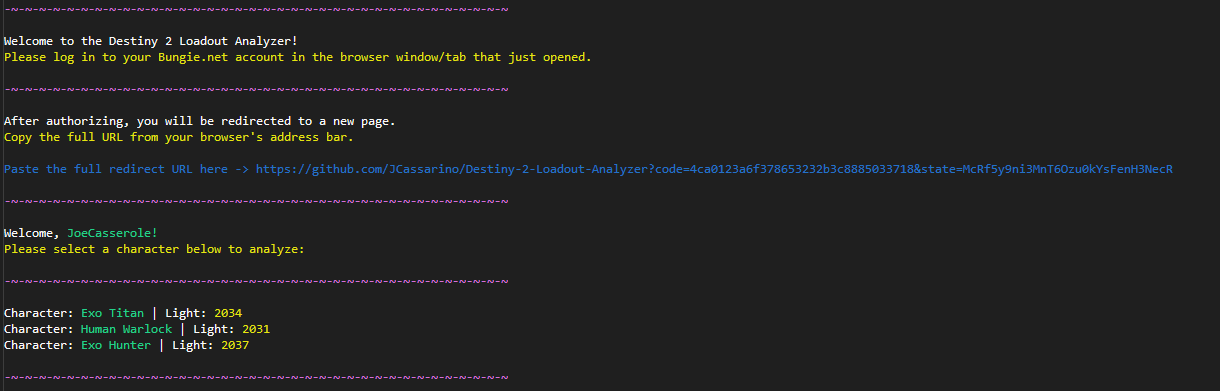 -~-~-~-~-~-~-~-~-~-~-~-~-~-~-~-~-~-~-~-~-~-~-~-~-~-~-~-~-~-~-~-~-~-~-~-~
Welcome to the Destiny 2 Loadout Analyzer!
Please log in to your Bungie.net account in the browser window/tab that just opened.
-~-~-~-~-~-~-~-~-~-~-~-~-~-~-~-~-~-~-~-~-~-~-~-~-~-~-~-~-~-~-~-~-~-~-~-~
After authorizing, you will be redirected to a new page.
Copy the full URL from your browser's address bar.
Paste the full redirect URL here -> https://github.com/JCassarino/Destiny-2-Loadout-Analyzer?code=4ca0123a6f378653232b3c8885033718&state=McRf5y9ni3MnT6Ozu0kYsFenH3NecR
-~-~-~-~-~-~-~-~-~-~-~-~-~-~-~-~-~-~-~-~-~-~-~-~-~-~-~-~-~-~-~-~-~-~-~-~
Welcome, JoeCasserole!
Please select a character below to analyze:
-~-~-~-~-~-~-~-~-~-~-~-~-~-~-~-~-~-~-~-~-~-~-~-~-~-~-~-~-~-~-~-~-~-~-~-~
Character: Exo Titan | Light: 2034
Character: Human Warlock | Light: 2031
Character: Exo Hunter | Light: 2037
-~-~-~-~-~-~-~-~-~-~-~-~-~-~-~-~-~-~-~-~-~-~-~-~-~-~-~-~-~-~-~-~-~-~-~-~